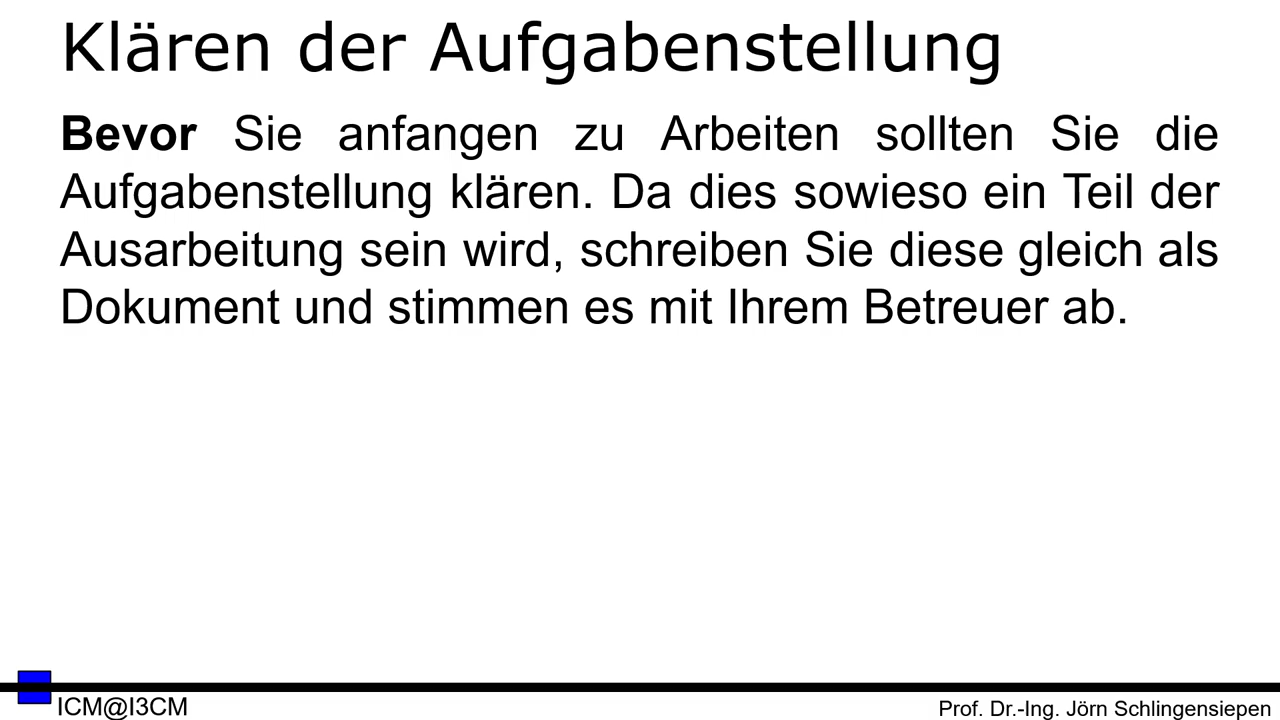 Klären der Aufgabenstellung
Bevor Sie anfangen zu Arbeiten sollten Sie die
Aufgabenstellung klären. Da dies sowieso ein Teil der
Ausarbeitung sein wird, schreiben Sie diese gleich als
Dokument und stimmen es mit Ihrem Betreuer ab.
ICM@I3CM
Prof. Dr.-Ing. Jörn Schlingensiepen